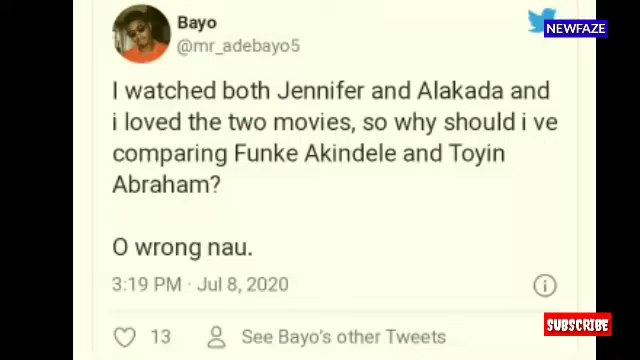 Bayo
@mr_adebayo5
NEWFAZE
I watched both Jennifer and Alakada and
i loved the two movies, so why should i ve
comparing Funke Akindele and Toyin
Abraham?
O wrong nau.
3:19 PM · Jul 8, 2020
13
See Bayo's other Tweets
SUBSCRIBE